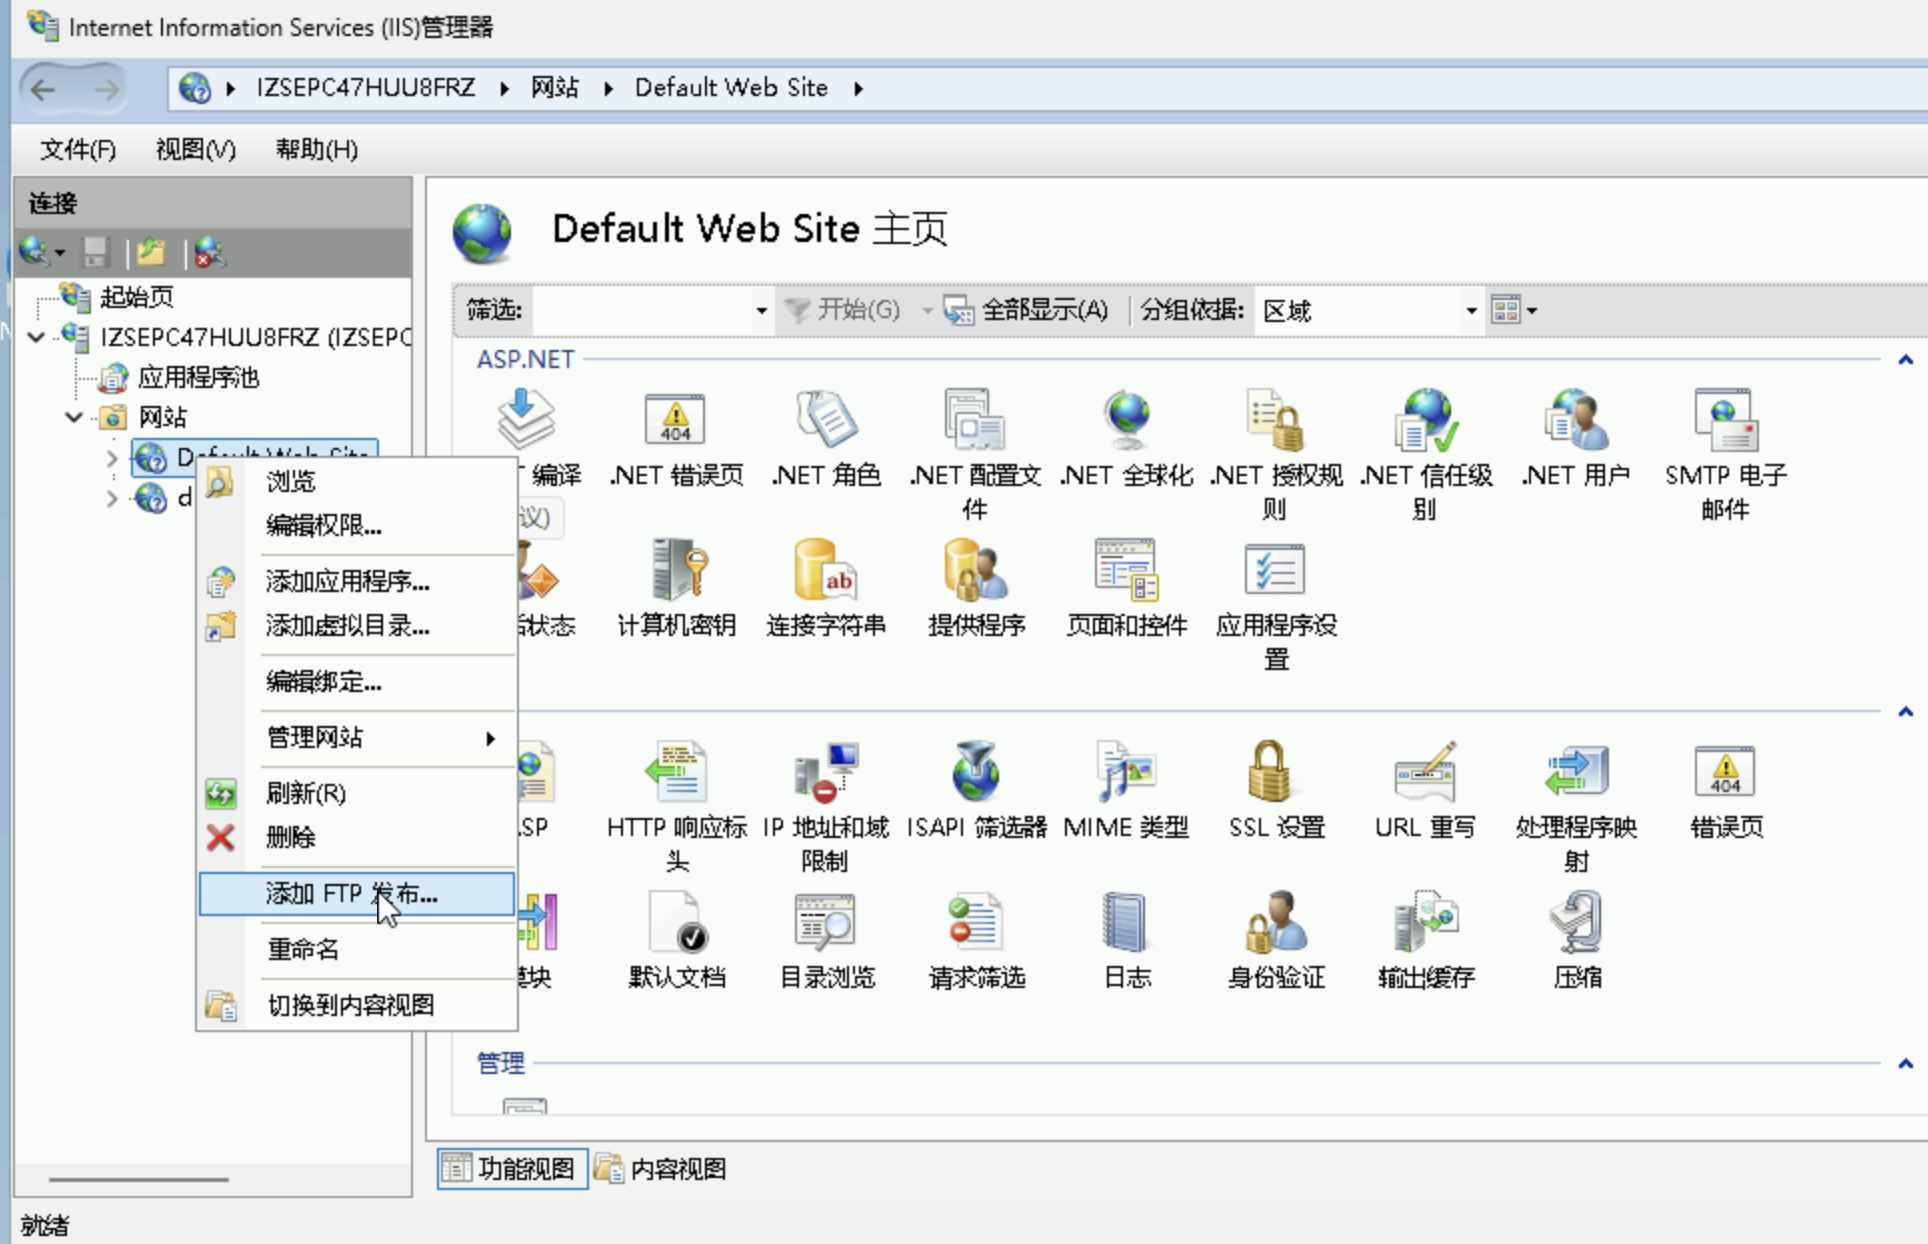 Internet Information Services (IIS)管理器
IZSEPC47HUU8FRZ 网站 Default Web Site
文件(F) 视图(V) 帮助(H)
连接
起始页
IZSEPC47HUU8FRZ (IZSEPC
应用程序池
网站
Default Web Site
d
浏览
编辑权限...
添加应用程序...
添加虚拟目录...
编辑绑定...
管理网站
刷新(R)
删除
添加 FTP 发布...
重命名
切换到内容视图
Default Web Site 主页
筛选: 开始(G) 全部显示(A) 分组依据: 区域
ASP.NET
编译 .NET 错误页 .NET 角色 .NET 配置文件 .NET 全球化 .NET 授权规则 .NET 信任级别 .NET 用户 SMTP 电子邮件
议)
状态 计算机密钥 连接字符串 提供程序 页面和控件 应用程序设置
SP HTTP 响应标头 IP 地址和域限制 ISAPI 筛选器 MIME 类型 SSL 设置 URL 重写 处理程序映射 错误页
块 默认文档 目录浏览 请求筛选 日志 身份验证 输出缓存 压缩
管理
功能视图 内容视图
就绪